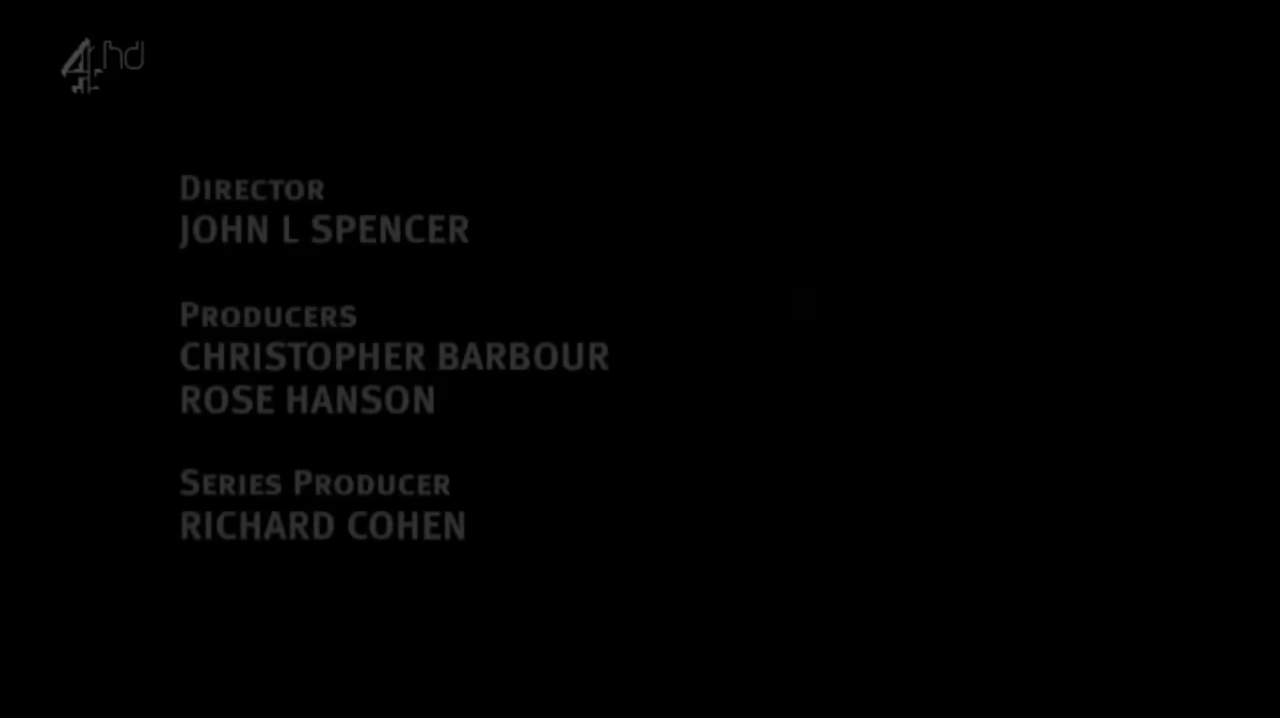 4hd
DIRECTOR
JOHN L SPENCER
PRODUCERS
CHRISTOPHER BARBOUR
ROSE HANSON
SERIES PRODUCER
RICHARD COHEN